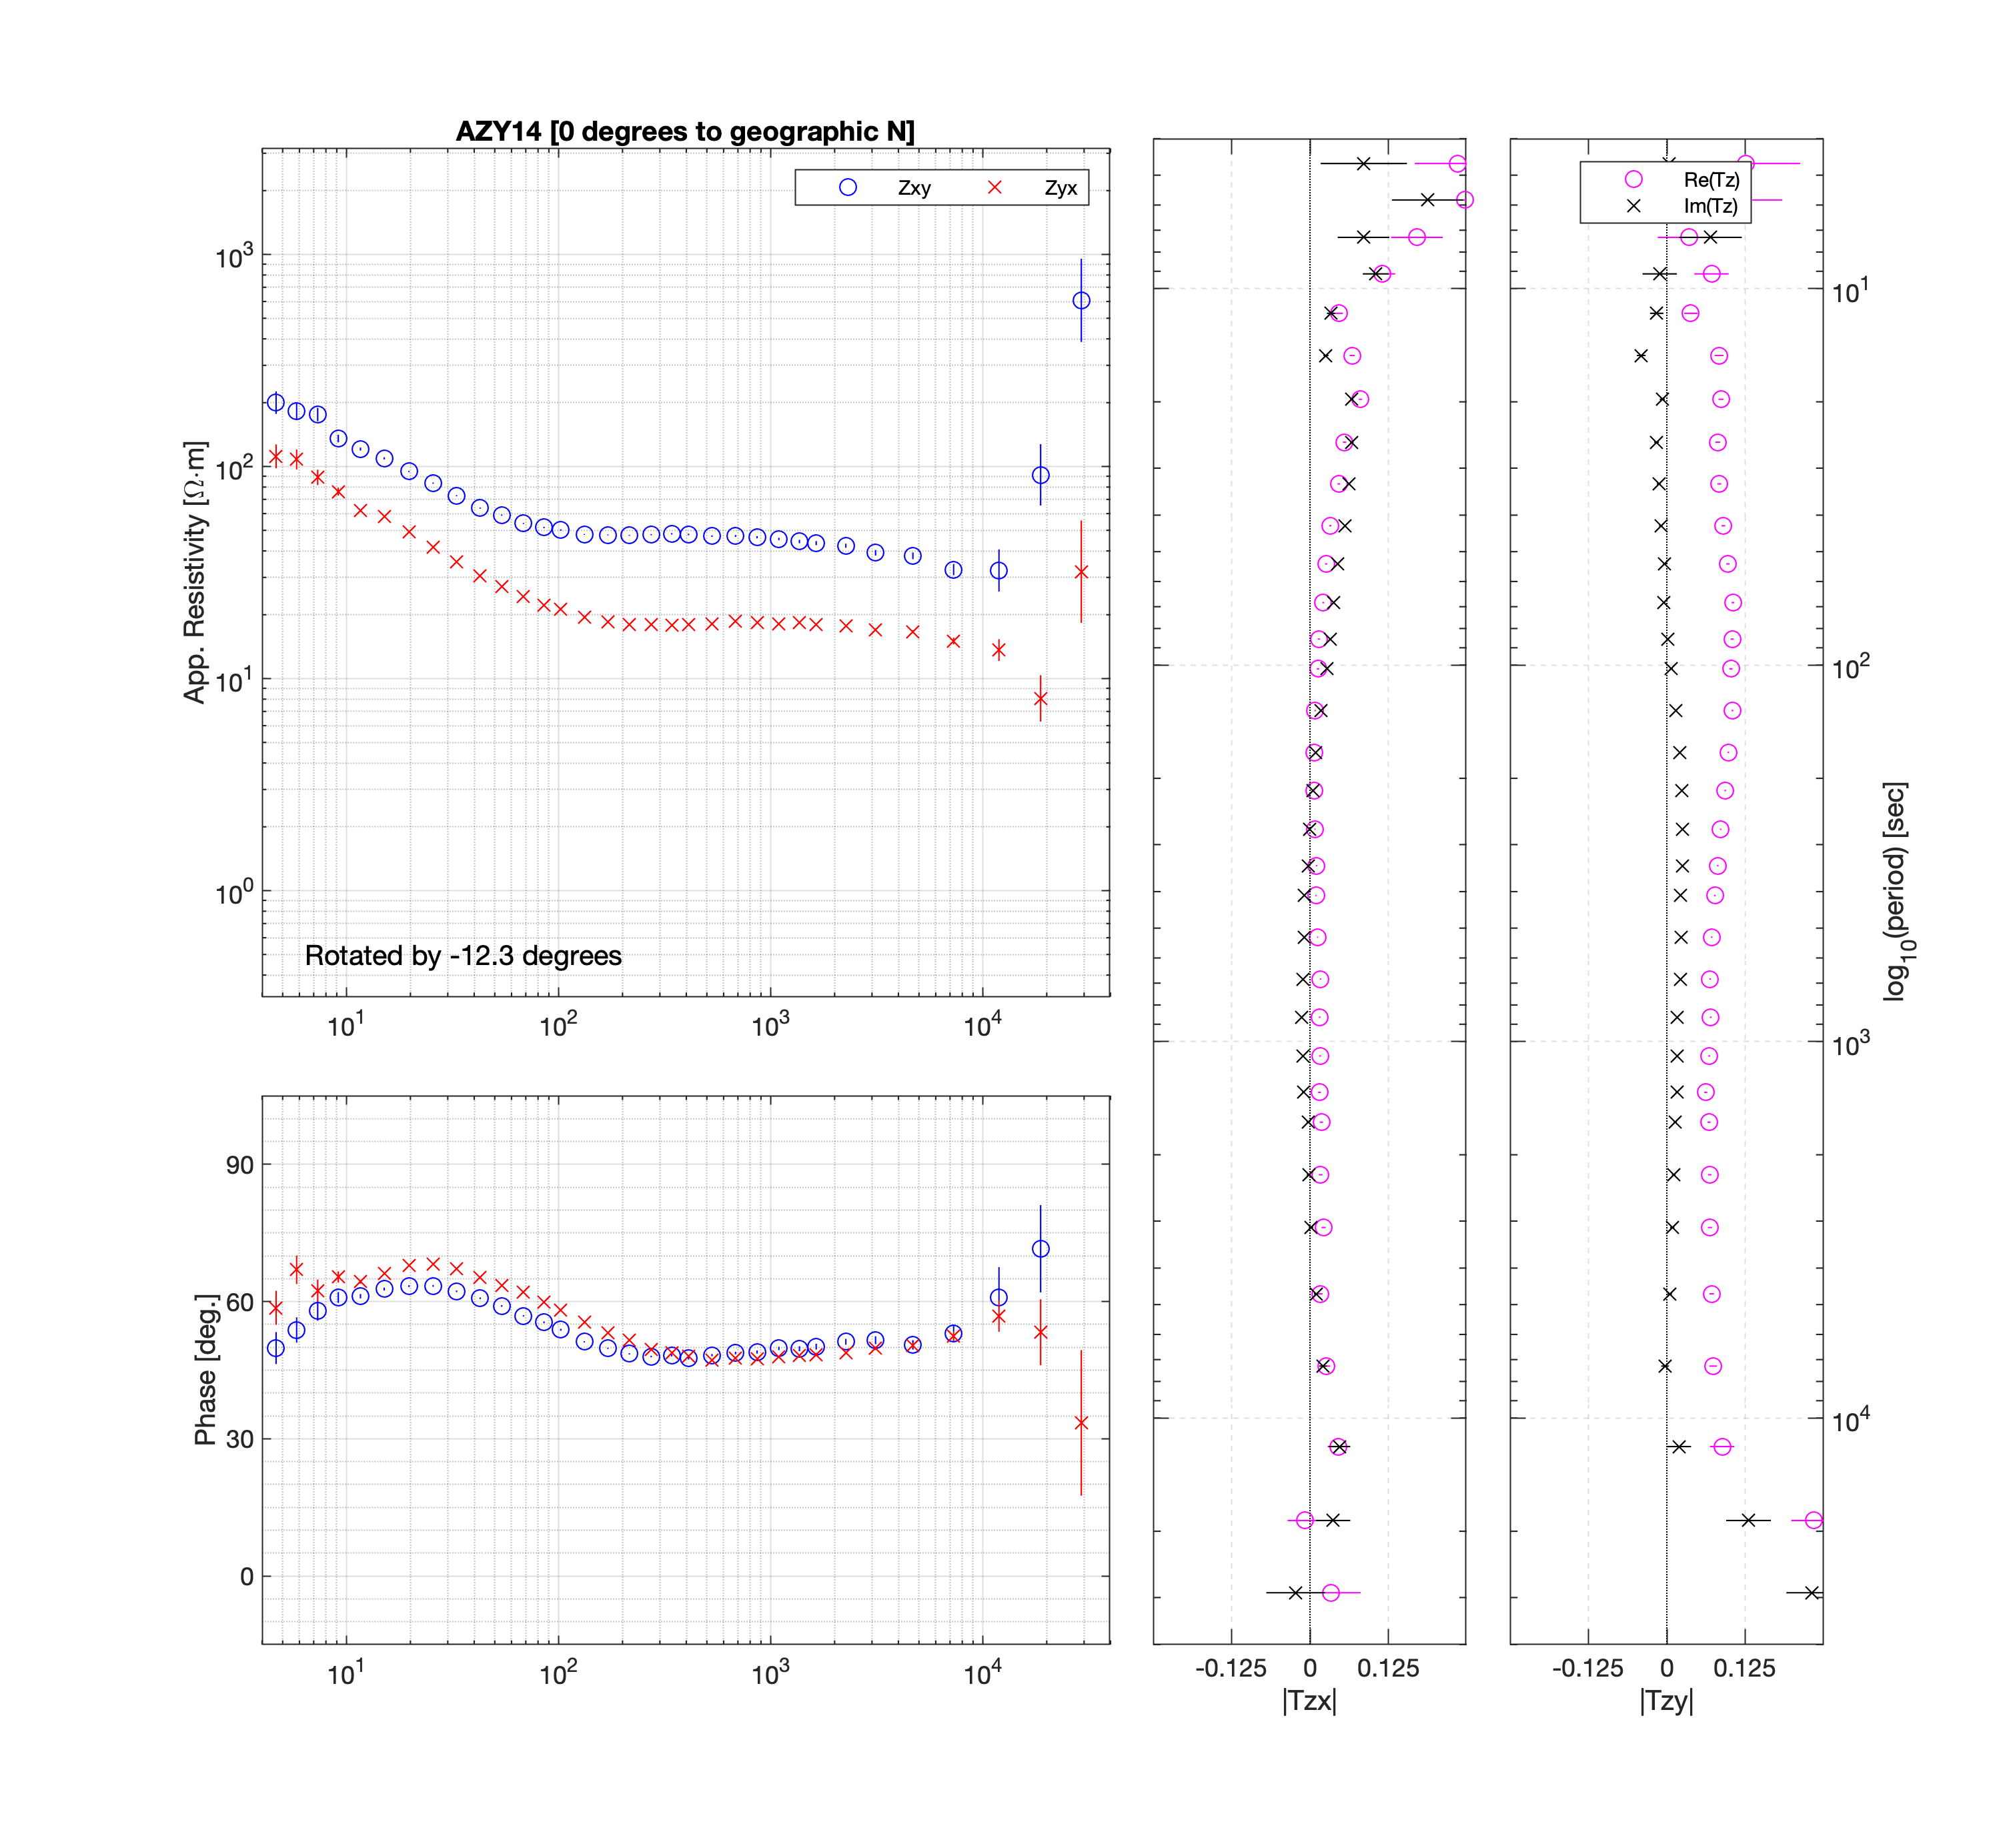 AZY14 [0 degrees to geographic N]
Zxy Zyx
10^3
10^2
10^1
10^0
App. Resistivity [Ω·m]
Rotated by -12.3 degrees
10^1 10^2 10^3 10^4
90
60
30
0
Phase [deg.]
10^1 10^2 10^3 10^4
-0.125 0 0.125
|Tzx|
Re(Tz)
Im(Tz)
-0.125 0 0.125
|Tzy|
10^1
10^2
10^3
10^4
log_10(period) [sec]